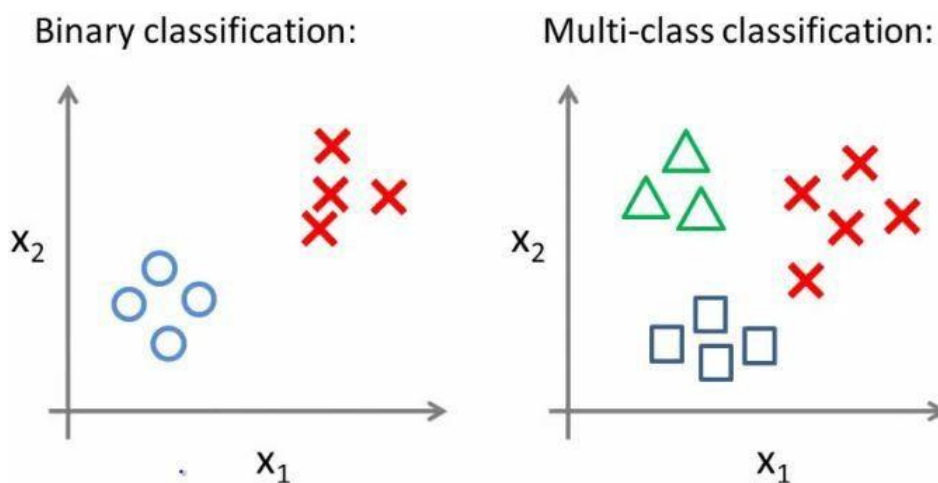 Binary classification:
x₂
x₁
Multi-class classification:
x₂
x₁